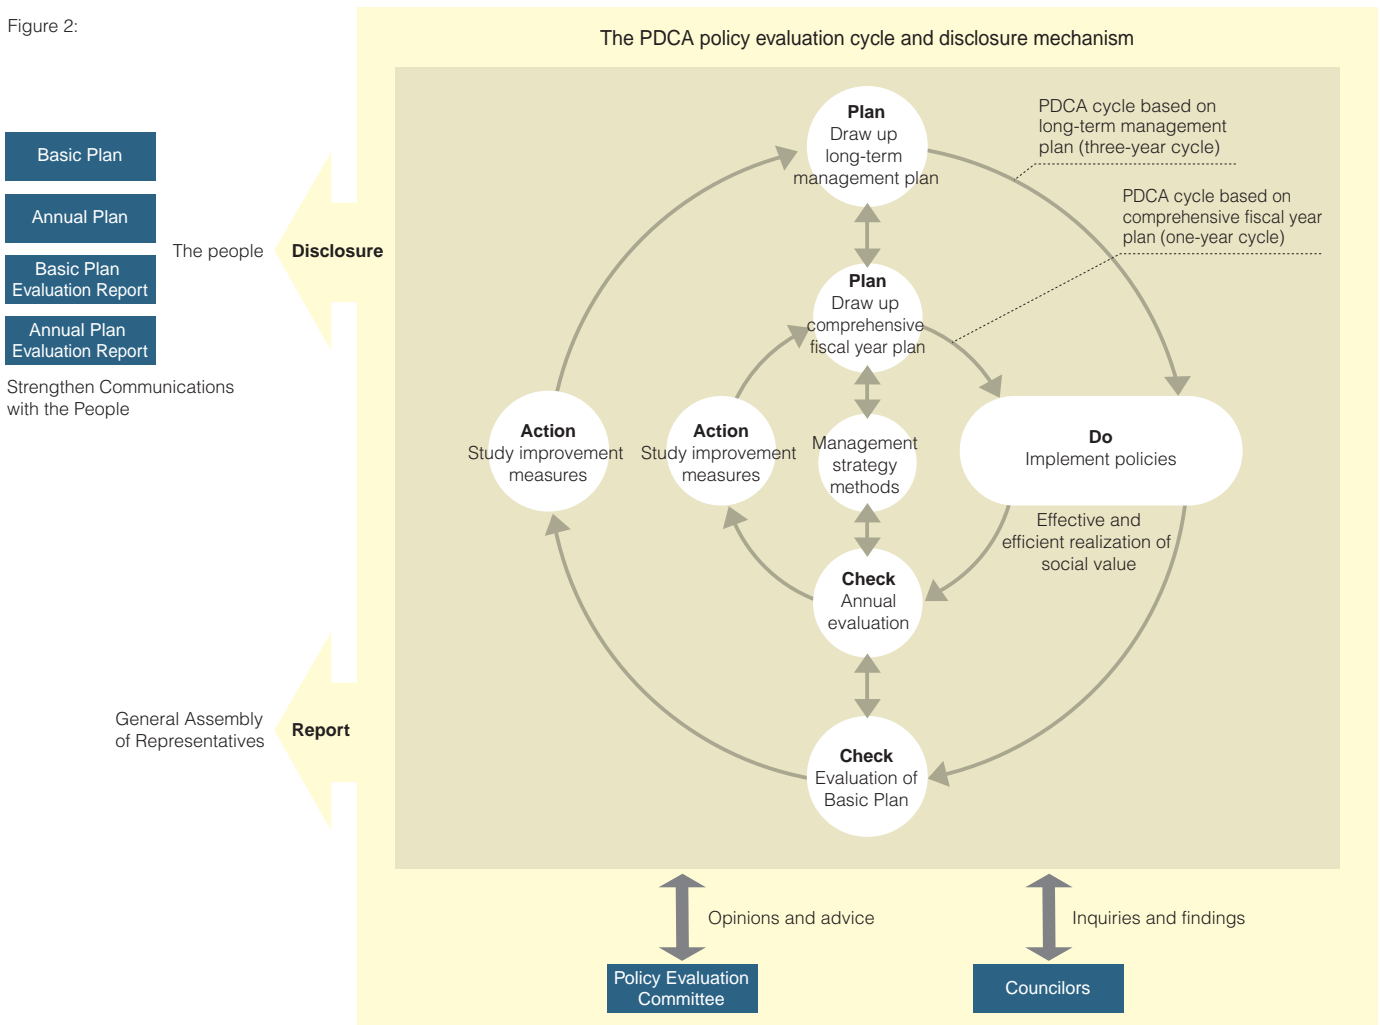 Figure 2:
The PDCA policy evaluation cycle and disclosure mechanism
Basic Plan
Annual Plan
Basic Plan
Evaluation Report
Annual Plan
Evaluation Report
Strengthen Communications
with the People
The people
Disclosure
General Assembly
of Representatives
Report
Plan
Draw up
long-term
management plan
PDCA cycle based on
long-term management
plan (three-year cycle)
PDCA cycle based on
comprehensive fiscal year
plan (one-year cycle)
Plan
Draw up
comprehensive
fiscal year plan
Action
Study improvement
measures
Action
Study improvement
measures
Management
strategy
methods
Do
Implement policies
Effective and
efficient realization of
social value
Check
Annual
evaluation
Check
Evaluation of
Basic Plan
Opinions and advice
Inquiries and findings
Policy Evaluation
Committee
Councilors